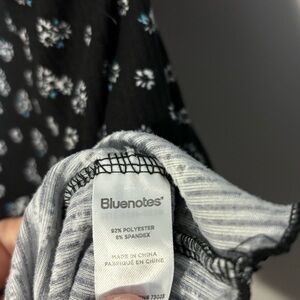 Bluenotes®
92% POLYESTER
8% SPANDEX
MADE IN CHINA
FABRIQUÉ EN CHINE